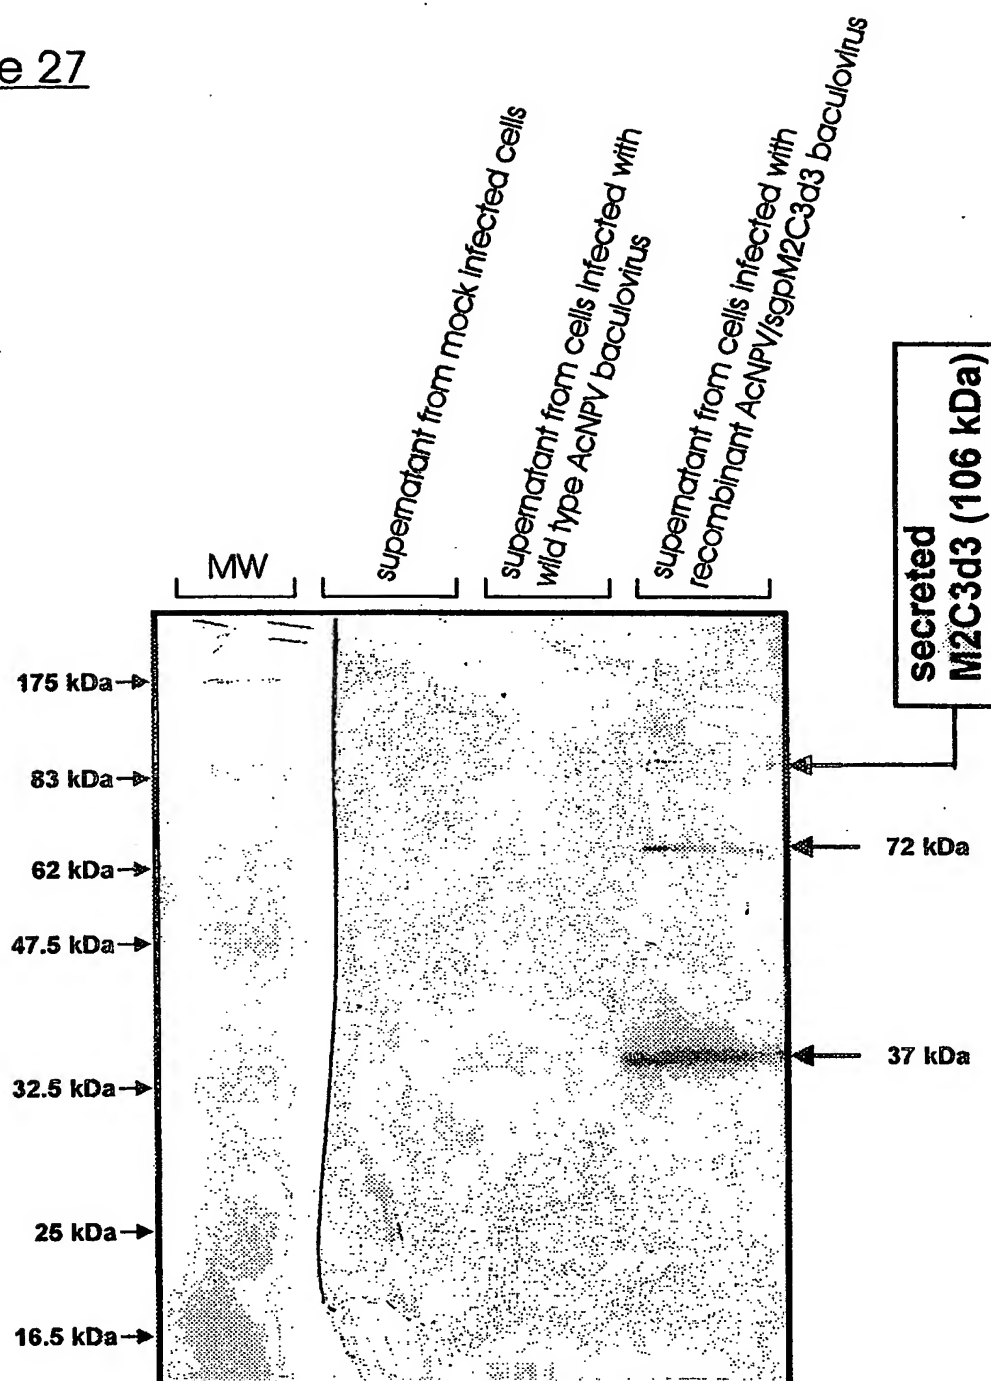 e 27
MW
supernatant from mock infected cells
supernatant from cells infected with
wild type AcNPV baculovirus
supernatant from cells infected with
recombinant AcNPV/sgpM2C3d3 baculovirus
secreted
M2C3d3 (106 kDa)
175 kDa
83 kDa
62 kDa
47.5 kDa
32.5 kDa
25 kDa
16.5 kDa
72 kDa
37 kDa